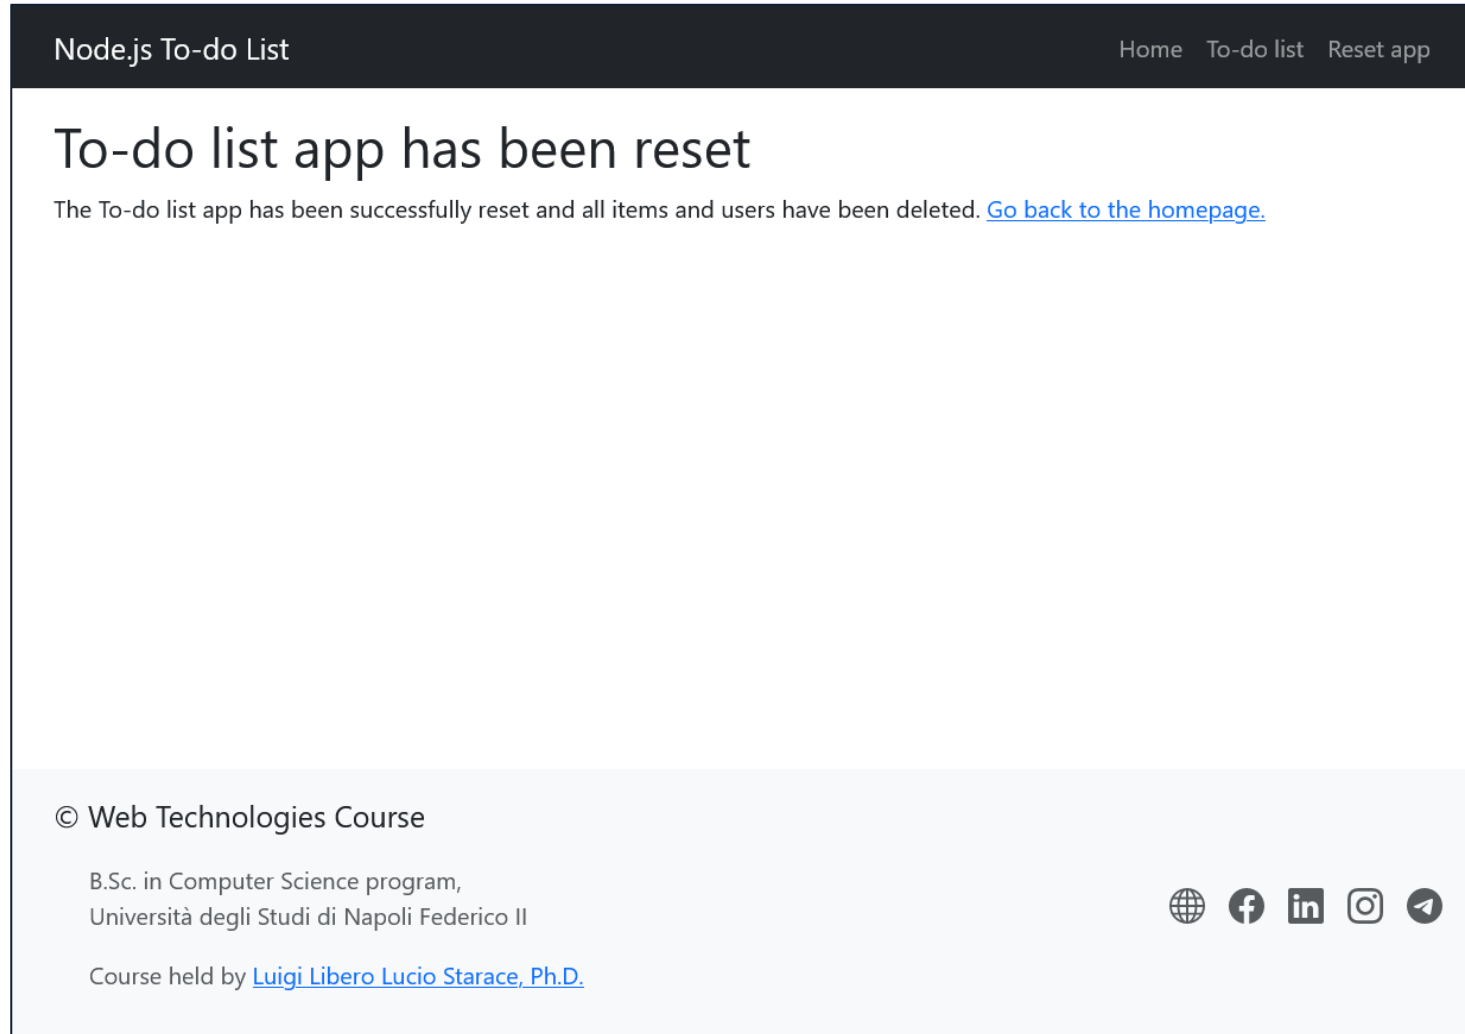 Node.js To-do List
Home To-do list Reset app
To-do list app has been reset
The To-do list app has been successfully reset and all items and users have been deleted. Go back to the homepage.
© Web Technologies Course
B.Sc. in Computer Science program,
Università degli Studi di Napoli Federico II
Course held by Luigi Libero Lucio Starace, Ph.D.